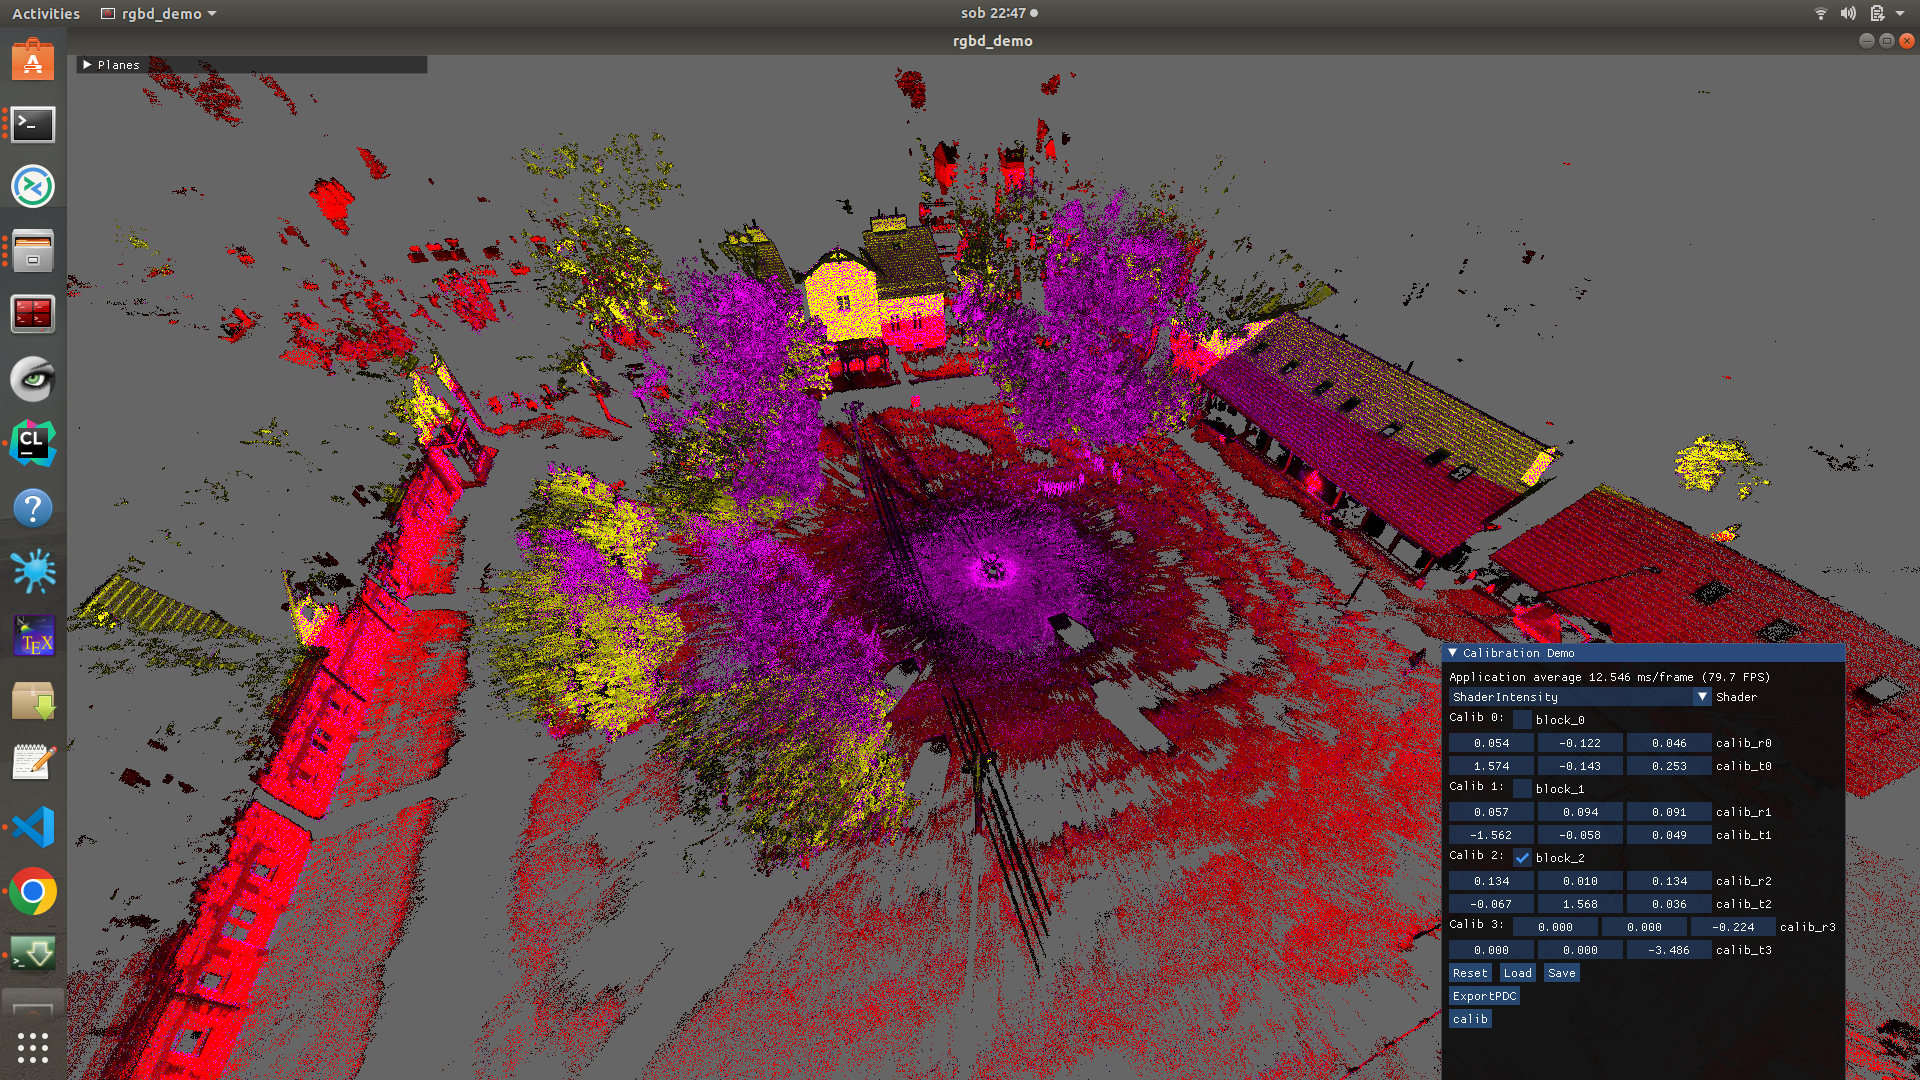 Activities rgbd_demo sob 22:47
rgbd_demo
Planes
Calibration Demo
Application average 12.546 ms/frame (79.7 FPS)
ShaderIntensity Shader
Calib 0: block_0
0.054 -0.122 0.046 calib_r0
1.574 -0.143 0.253 calib_t0
Calib 1: block_1
0.057 0.094 0.091 calib_r1
-1.562 -0.058 0.049 calib_t1
Calib 2: block_2
0.134 0.010 0.134 calib_r2
-0.067 1.568 0.036 calib_t2
Calib 3: 0.000 0.000 -0.224 calib_r3
0.000 0.000 -3.486 calib_t3
Reset Load Save
ExportPDC
calib
CL
TEX